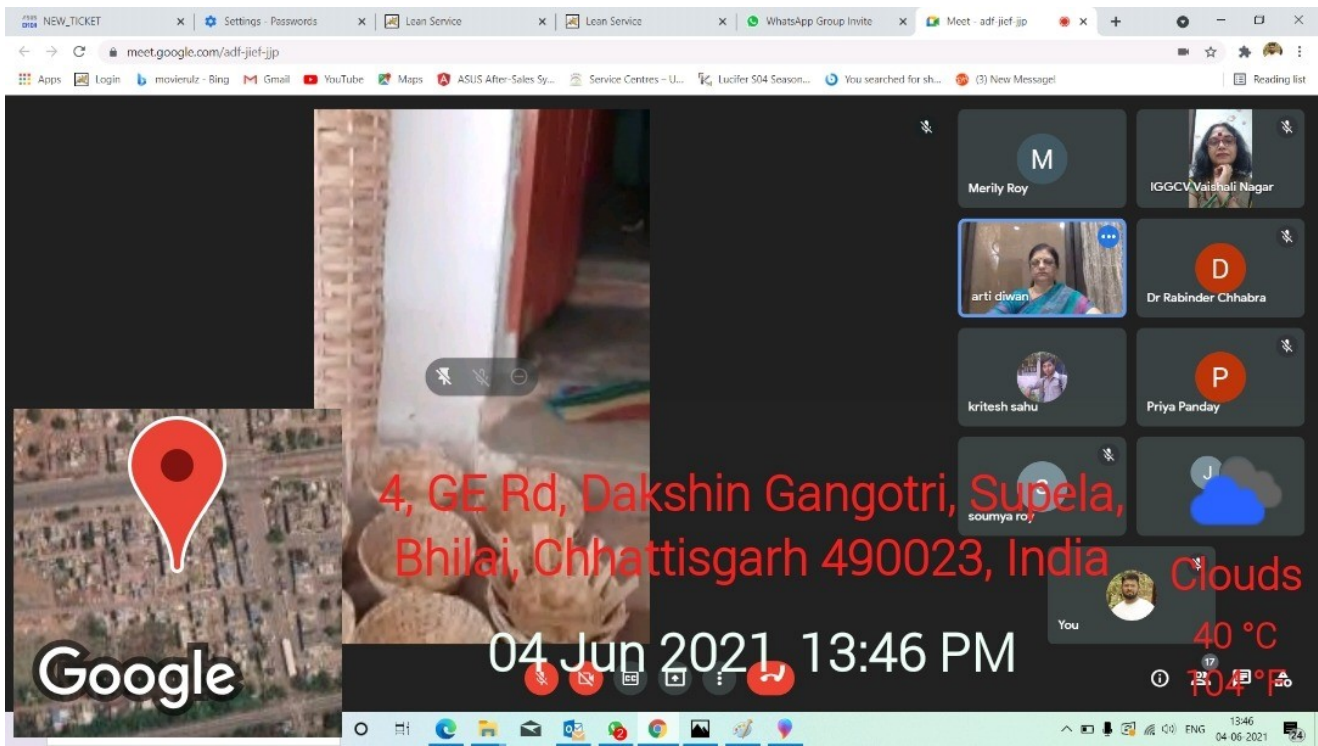 NEW_TICKET
Settings - Passwords
Lean Service
Lean Service
WhatsApp Group Invite
Meet - adf-jief-jjp
meet.google.com/adf-jief-jjp
Apps
Login
movierulz - Bing
Gmail
YouTube
Maps
ASUS After-Sales Sy...
Service Centres – U...
Lucifer S04 Season...
You searched for sh...
(3) New Message!
Reading list
M
Merily Roy
IGGCV Vaishali Nagar
arti diwan
D
Dr Rabinder Chhabra
kritesh sahu
P
Priya Panday
soumya roy
J
4, GE Rd, Dakshin Gangotri, Supela,
Bhilai, Chhattisgarh 490023, India
You
Clouds
40 °C
104 °F
04 Jun 2021 13:46 PM
Google
CC
17
2
ENG
13:46
04-06-2021
24